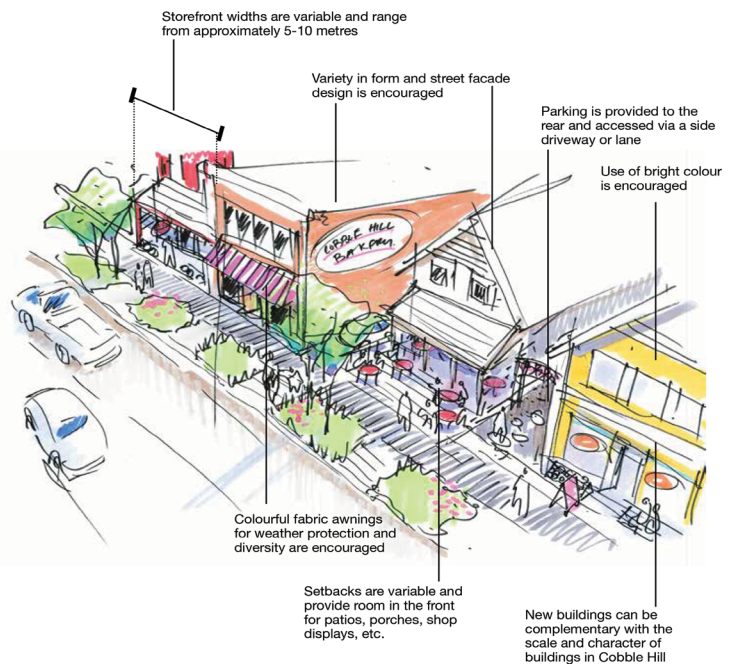 Storefront widths are variable and range
from approximately 5-10 metres
Variety in form and street facade
design is encouraged
Parking is provided to the
rear and accessed via a side
driveway or lane
Use of bright colour
is encouraged
COBBLE HILL
BAKERY
Colourful fabric awnings
for weather protection and
diversity are encouraged
Setbacks are variable and
provide room in the front
for patios, porches, shop
displays, etc.
New buildings can be
complementary with the
scale and character of
buildings in Cobble Hill